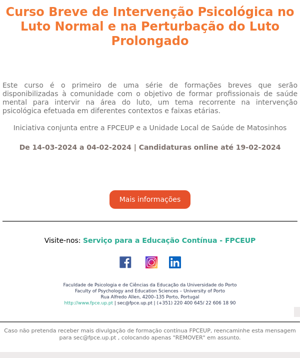 Curso Breve de Intervenção Psicológica no
Luto Normal e na Perturbação do Luto
Prolongado
Este curso é o primeiro de uma série de formações breves que serão
disponibilizadas à comunidade com o objetivo de formar profissionais de saúde
mental para intervir na área do luto, um tema recorrente na intervenção
psicológica efetuada em diferentes contextos e faixas etárias.
Iniciativa conjunta entre a FPCEUP e a Unidade Local de Saúde de Matosinhos
De 14-03-2024 a 04-02-2024 | Candidaturas online até 19-02-2024
Mais informações
Visite-nos: Serviço para a Educação Contínua - FPCEUP
Faculdade de Psicologia e de Ciências da Educação da Universidade do Porto
Faculty of Psychology and Education Sciences - University of Porto
Rua Alfredo Allen, 4200-135 Porto, Portugal
http://www.fpce.up.pt | sec@fpce.up.pt | (+351) 220 400 645/ 22 606 18 90
Caso não pretenda receber mais divulgação de formação contínua FPCEUP, reencaminhe esta mensagem
para sec@fpce.up.pt , colocando apenas "REMOVER" em assunto.